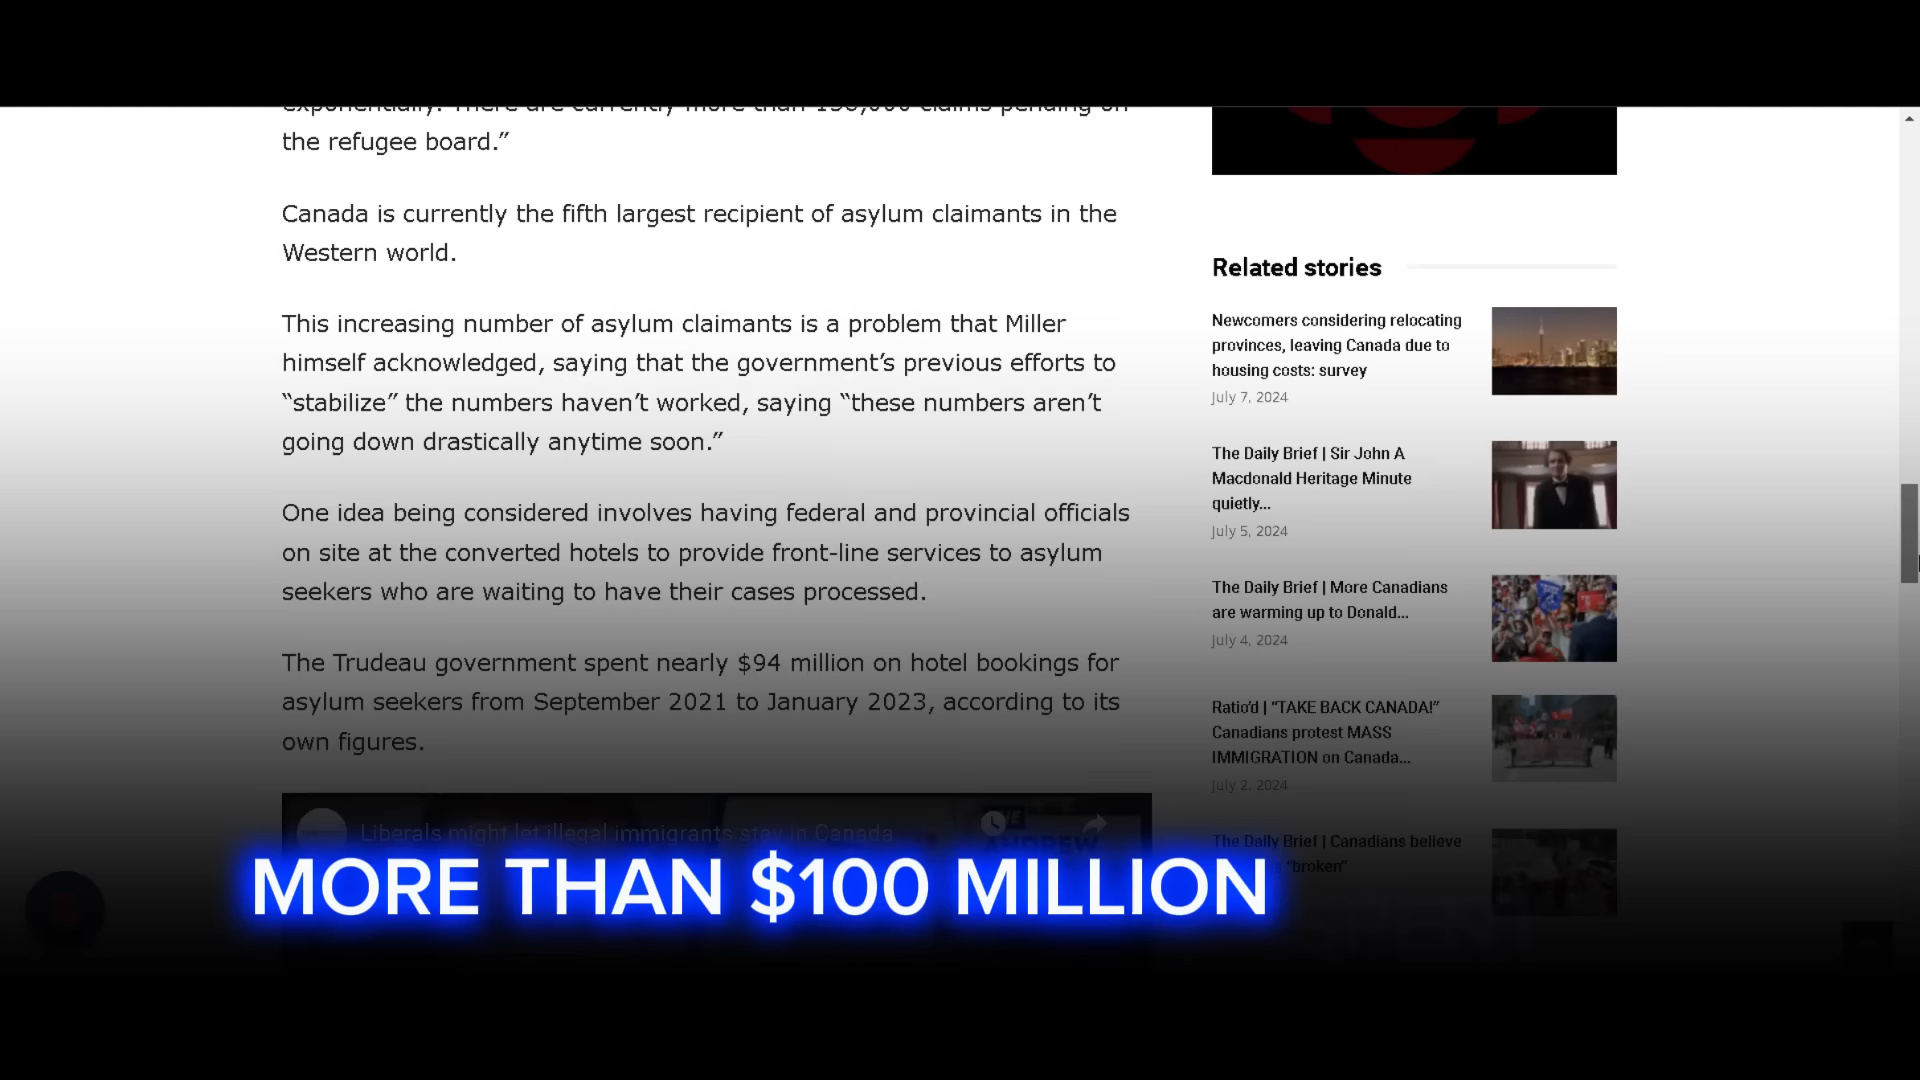 the refugee board.”
Canada is currently the fifth largest recipient of asylum claimants in the
Western world.
This increasing number of asylum claimants is a problem that Miller
himself acknowledged, saying that the government’s previous efforts to
“stabilize” the numbers haven’t worked, saying “these numbers aren’t
going down drastically anytime soon.”
One idea being considered involves having federal and provincial officials
on site at the converted hotels to provide front-line services to asylum
seekers who are waiting to have their cases processed.
The Trudeau government spent nearly $94 million on hotel bookings for
asylum seekers from September 2021 to January 2023, according to its
own figures.
Liberals might let illegal immigrants stay in Canada
MORE THAN $100 MILLION
Related stories
Newcomers considering relocating
provinces, leaving Canada due to
housing costs: survey
July 7, 2024
The Daily Brief | Sir John A
Macdonald Heritage Minute
quietly...
July 5, 2024
The Daily Brief | More Canadians
are warming up to Donald...
July 4, 2024
Ratio’d | “TAKE BACK CANADA!”
Canadians protest MASS
IMMIGRATION on Canada...
July 2, 2024
The Daily Brief | Canadians believe
“broken”